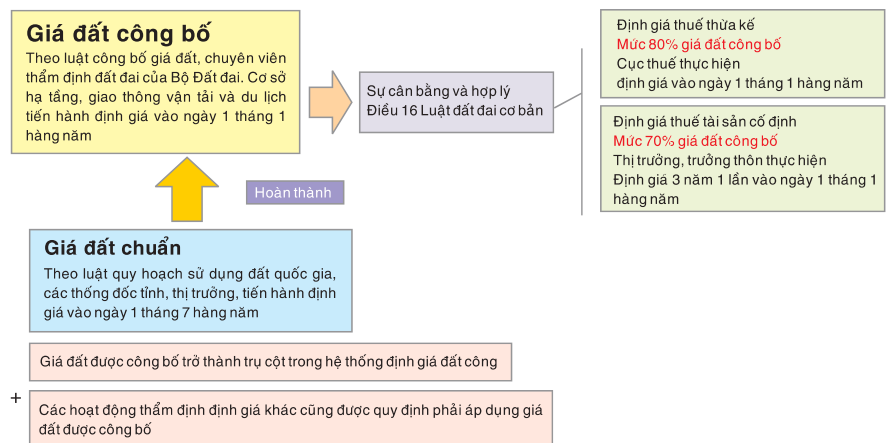 Giá đất công bố
Theo luật công bố giá đất, chuyên viên
thẩm định đất đai của Bộ Đất đai. Cơ sở
hạ tầng, giao thông vận tải và du lịch
tiến hành định giá vào ngày 1 tháng 1
hàng năm
Sự cân bằng và hợp lý
Điều 16 Luật đất đai cơ bản
Định giá thuế thừa kế
Mức 80% giá đất công bố
Cục thuế thực hiện
định giá vào ngày 1 tháng 1 hàng năm
Định giá thuế tài sản cố định
Mức 70% giá đất công bố
Thị trưởng, trưởng thôn thực hiện
Định giá 3 năm 1 lần vào ngày 1 tháng 1
hàng năm
Hoàn thành
Giá đất chuẩn
Theo luật quy hoạch sử dụng đất quốc gia,
các thống đốc tỉnh, thị trưởng, tiến hành định
giá vào ngày 1 tháng 7 hàng năm
Giá đất được công bố trở thành trụ cột trong hệ thống định giá đất công
+
Các hoạt động thẩm định định giá khác cũng được quy định phải áp dụng giá
đất được công bố